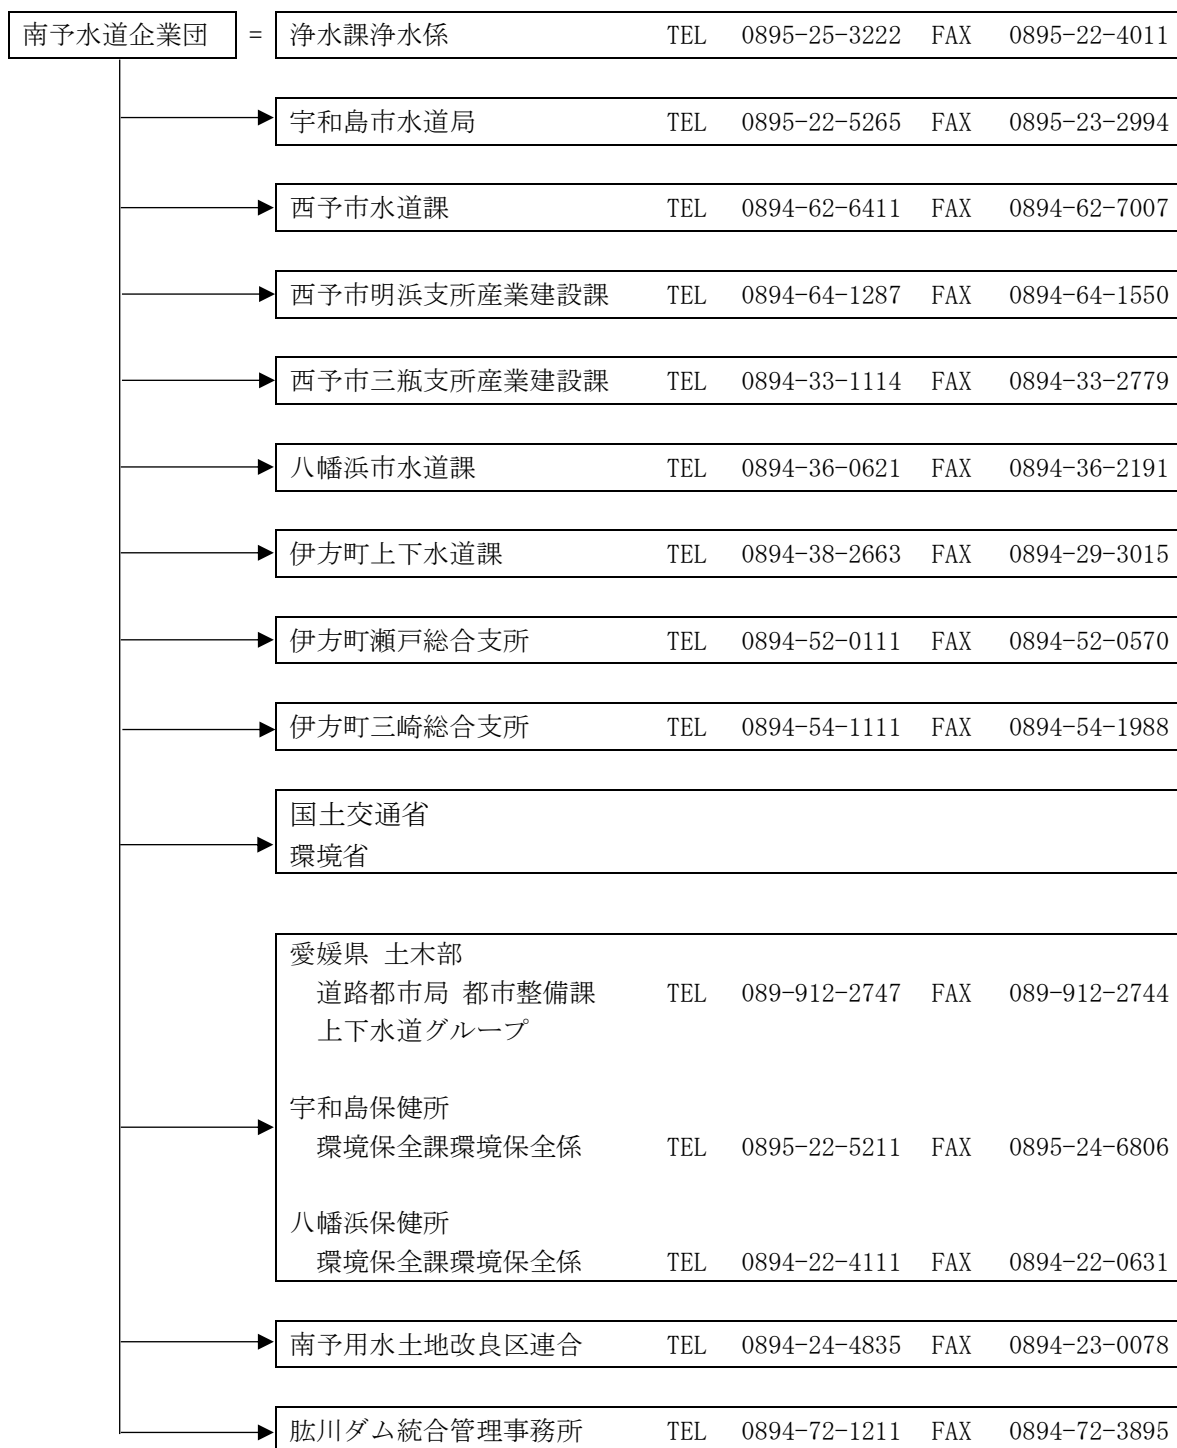 南予水道企業団 = 浄水課浄水係 TEL 0895-25-3222 FAX 0895-22-4011
宇和島市水道局 TEL 0895-22-5265 FAX 0895-23-2994
西予市水道課 TEL 0894-62-6411 FAX 0894-62-7007
西予市明浜支所産業建設課 TEL 0894-64-1287 FAX 0894-64-1550
西予市三瓶支所産業建設課 TEL 0894-33-1114 FAX 0894-33-2779
八幡浜市水道課 TEL 0894-36-0621 FAX 0894-36-2191
伊方町上下水道課 TEL 0894-38-2663 FAX 0894-29-3015
伊方町瀬戸総合支所 TEL 0894-52-0111 FAX 0894-52-0570
伊方町三崎総合支所 TEL 0894-54-1111 FAX 0894-54-1988
国土交通省
環境省
愛媛県 土木部
道路都市局 都市整備課 TEL 089-912-2747 FAX 089-912-2744
上下水道グループ
宇和島保健所
環境保全課環境保全係 TEL 0895-22-5211 FAX 0895-24-6806
八幡浜保健所
環境保全課環境保全係 TEL 0894-22-4111 FAX 0894-22-0631
南予用水土地改良区連合 TEL 0894-24-4835 FAX 0894-23-0078
肱川ダム統合管理事務所 TEL 0894-72-1211 FAX 0894-72-3895